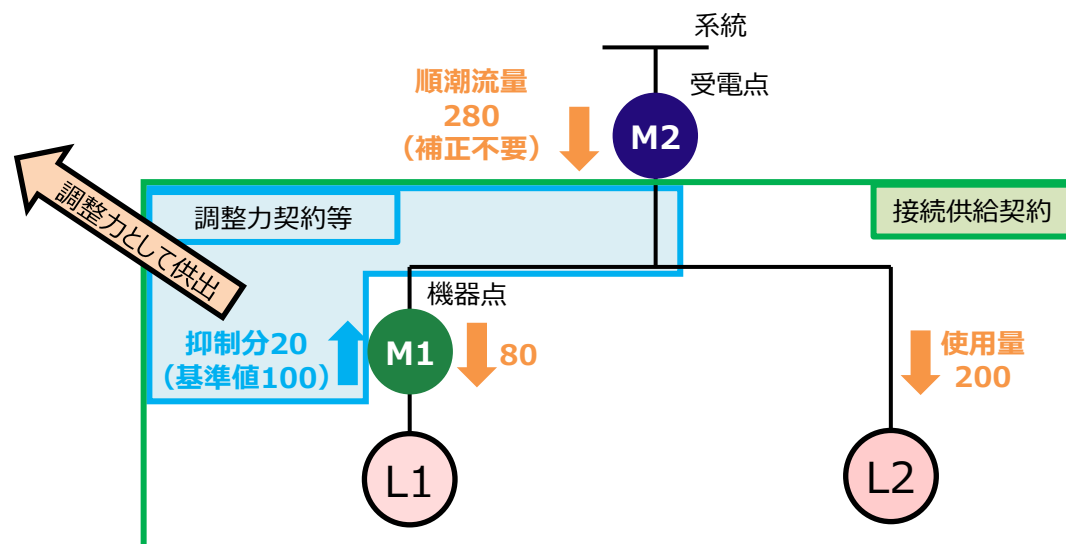 系統
受電点
順潮流量
280
（補正不要）
M2
調整力契約等
接続供給契約
調整力として供出
機器点
抑制分20
（基準値100）
M1
80
使用量
200
L1
L2